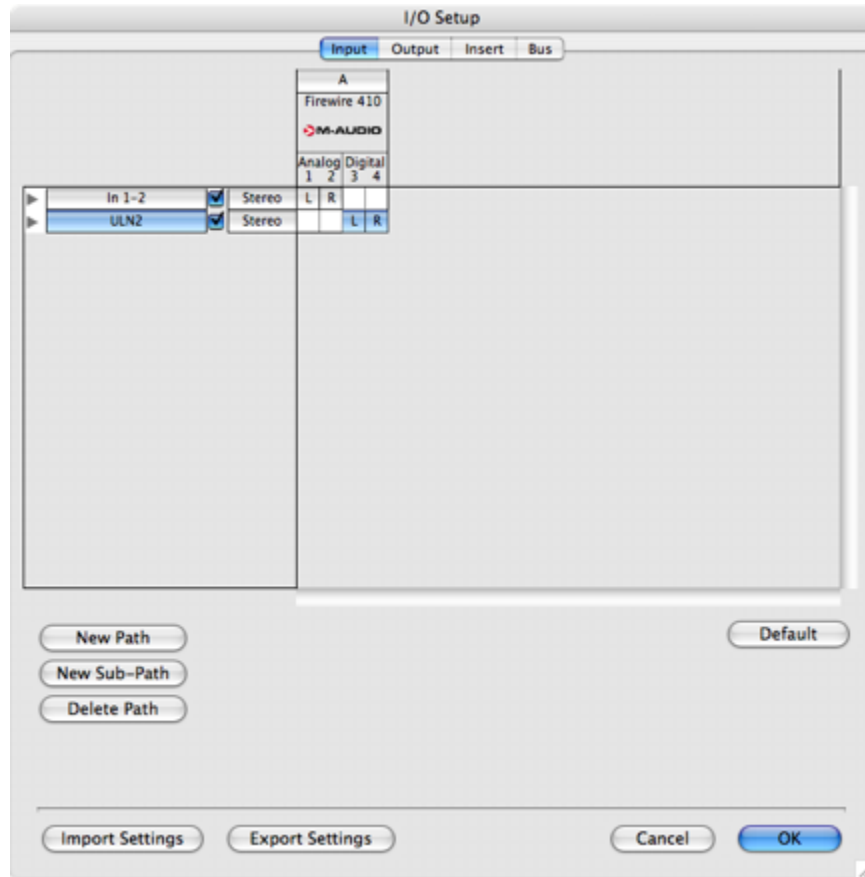 I/O Setup
Input Output Insert Bus
A
Firewire 410
M-AUDIO
Analog Digital
1 2 3 4
In 1-2 Stereo L R
ULN2 Stereo L R
New Path Default
New Sub-Path
Delete Path
Import Settings Export Settings Cancel OK